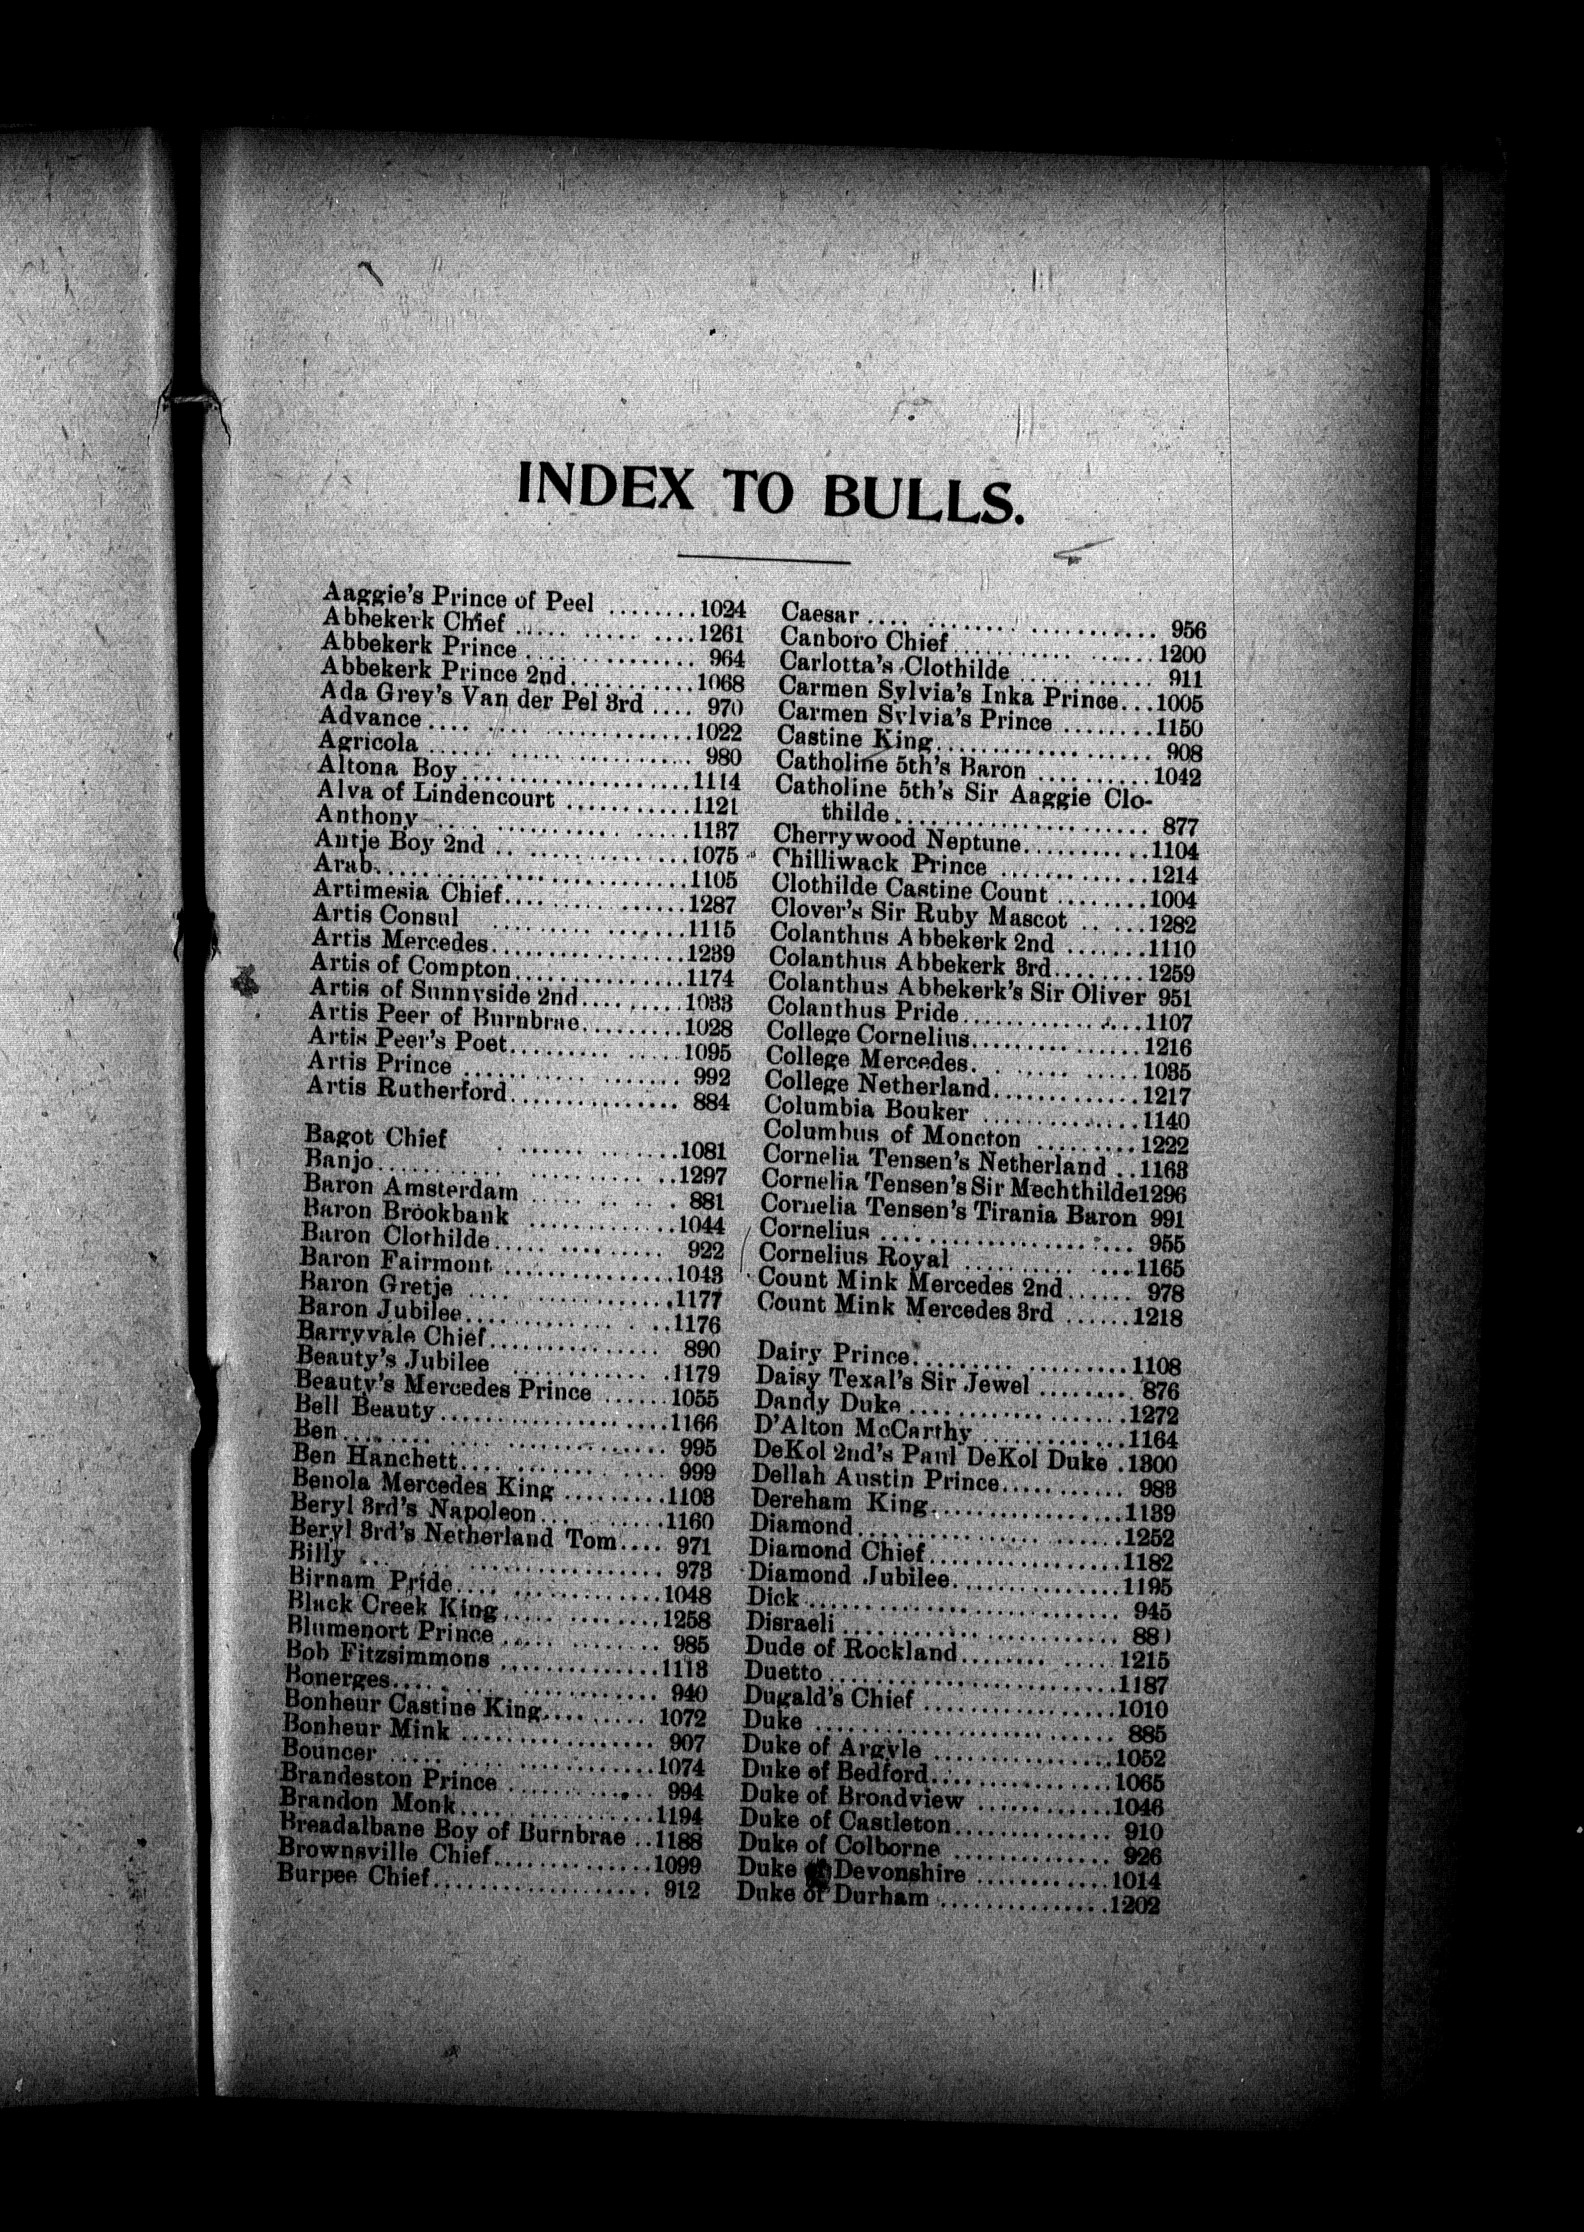 INDEX TO BULLS.
Aaggie's Prince of Peel ........1024
Abbekerk Chief ..... ..... ....1261
Abbekerk Prince ............... 964
Abbekerk Prince 2nd...........1068
Ada Grey's Van der Pel 3rd .... 970
Advance.... .... .............1022
Agricola ...... ............... 980
Altona Boy...................1114
Alva of Lindencourt ...........1121
Anthony .... ........... .....1137
Antje Boy 2nd .. .............1075
Arab..........................1105
Artimesia Chief.... ..... ......1287
Artis Consul ......... .......1115
Artis Mercedes................1239
Artis of Compton..............1174
Artis of Sunnyside 2nd.........1033
Artis Peer of Burnbrae.........1028
Artis Peer's Poet......... .....1095
Artis Prince ........... ....... 992
Artis Rutherford............... 884
Bagot Chief . ...... .......1081
Banjo.......... .......... ..1297
Baron Amsterdam ..... .. .. . 881
Baron Brookbank ............1044
Baron Clothilde..... .... ..... 922
Baron Fairmont ...............1043
Baron Gretje .... .............1177
Baron Jubilee.............. . ..1176
Barryvale Chief............... 890
Beauty's Jubilee ............ .1179
Beauty's Mercedes Prince ......1055
Bell Beauty................ ....1166
Ben........ .... ............... 995
Ben Hanchett.... ......... .... 999
Benola Mercedes King .........1103
Beryl 3rd's Napoleon... .. .....1160
Beryl 3rd's Netherland Tom.... 971
Billy ... .................... 973
Birnam Pride.... .............1048
Black Creek King..... ........1258
Blumenort Prince ..... ........ 985
Bob Fitzsimmons .............1113
Bonerges.... . ... ............ 940
Bonheur Castine King......... 1072
Bonheur Mink ................ 907
Bouncer ..... ... ............1074
Brandeston Prince ............ 994
Brandon Monk.... .............1194
Breadalbane Boy of Burnbrae ..1188
Brownsville Chief..............1099
Burpee Chief................... 912
Caesar .... ........ ........... 956
Canboro Chief........... ......1200
Carlotta's Clothilde ............ 911
Carmen Sylvia's Inka Prince...1005
Carmen Sylvia's Prince ........1150
Castine King............. ....... 908
Catholine 5th's Baron ..........1042
Catholine 5th's Sir Aaggie Clo-
thilde...................... 877
Cherrywood Neptune...........1104
Chilliwack Prince .............1214
Clothilde Castine Count ........1004
Clover's Sir Ruby Mascot .. ....1282
Colanthus Abbekerk 2nd .......1110
Colanthus Abbekerk 3rd........1259
Colanthus Abbekerk's Sir Oliver 951
Colanthus Pride............ ....1107
College Cornelius......... ......1216
College Mercedes. . ..... .....1035
College Netherland.............1217
Columbia Bouker ..............1140
Columbus of Moncton .........1222
Cornelia Tensen's Netherland ..1163
Cornelia Tensen's Sir Mechthilde1296
Cornelia Tensen's Tirania Baron 991
Cornelius ..................... 955
Cornelius Royal .......... ....1165
Count Mink Mercedes 2nd...... 978
Count Mink Mercedes 3rd ......1218
Dairy Prince.......... .........1108
Daisy Texal's Sir Jewel ........ 876
Dandy Duke ........... .......1272
D'Alton McCarthy .............1164
DeKol 2nd's Paul DeKol Duke .1300
Dellah Austin Prince........... 983
Dereham King.................1139
Diamond............... ......1252
Diamond Chief................1182
Diamond Jubilee..............1195
Dick.......................... 945
Disraeli ......................
Dude of Rockland........ .....1215
Duetto.......................1187
Dugald's Chief ................1010
Duke ......................... 885
Duke of Argyle ...............1052
Duke of Bedford................1065
Duke of Broadview ............1046
Duke of Castleton.............. 910
Duke of Colborne .............. 926
Duke Devonshire ............1014
Duke of Durham ...............1202